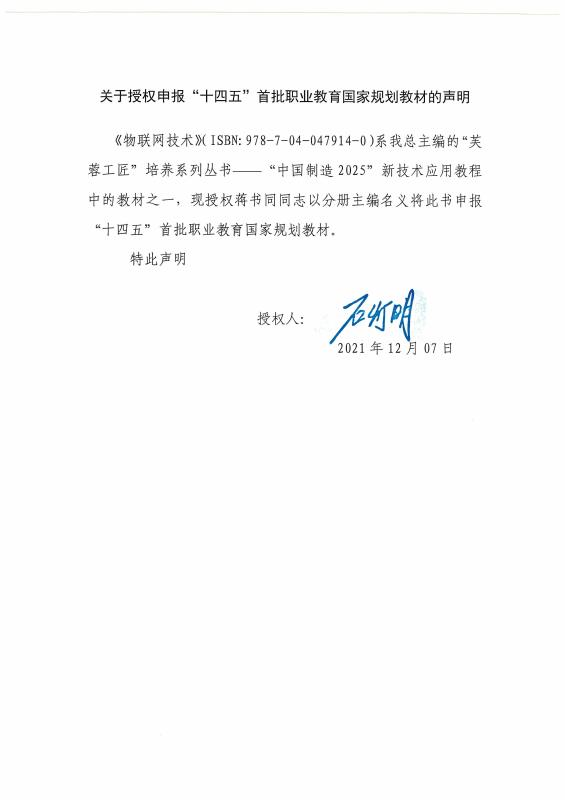 关于授权申报“十四五”首批职业教育国家规划教材的声明
《物联网技术》(ISBN:978-7-04-047914-0)系我总主编的“芙
蓉工匠”培养系列丛书——“中国制造2025”新技术应用教程
中的教材之一，现授权蒋书同同志以分册主编名义将此书申报
“十四五”首批职业教育国家规划教材。
特此声明
授权人：石灯明
2021年12月07日